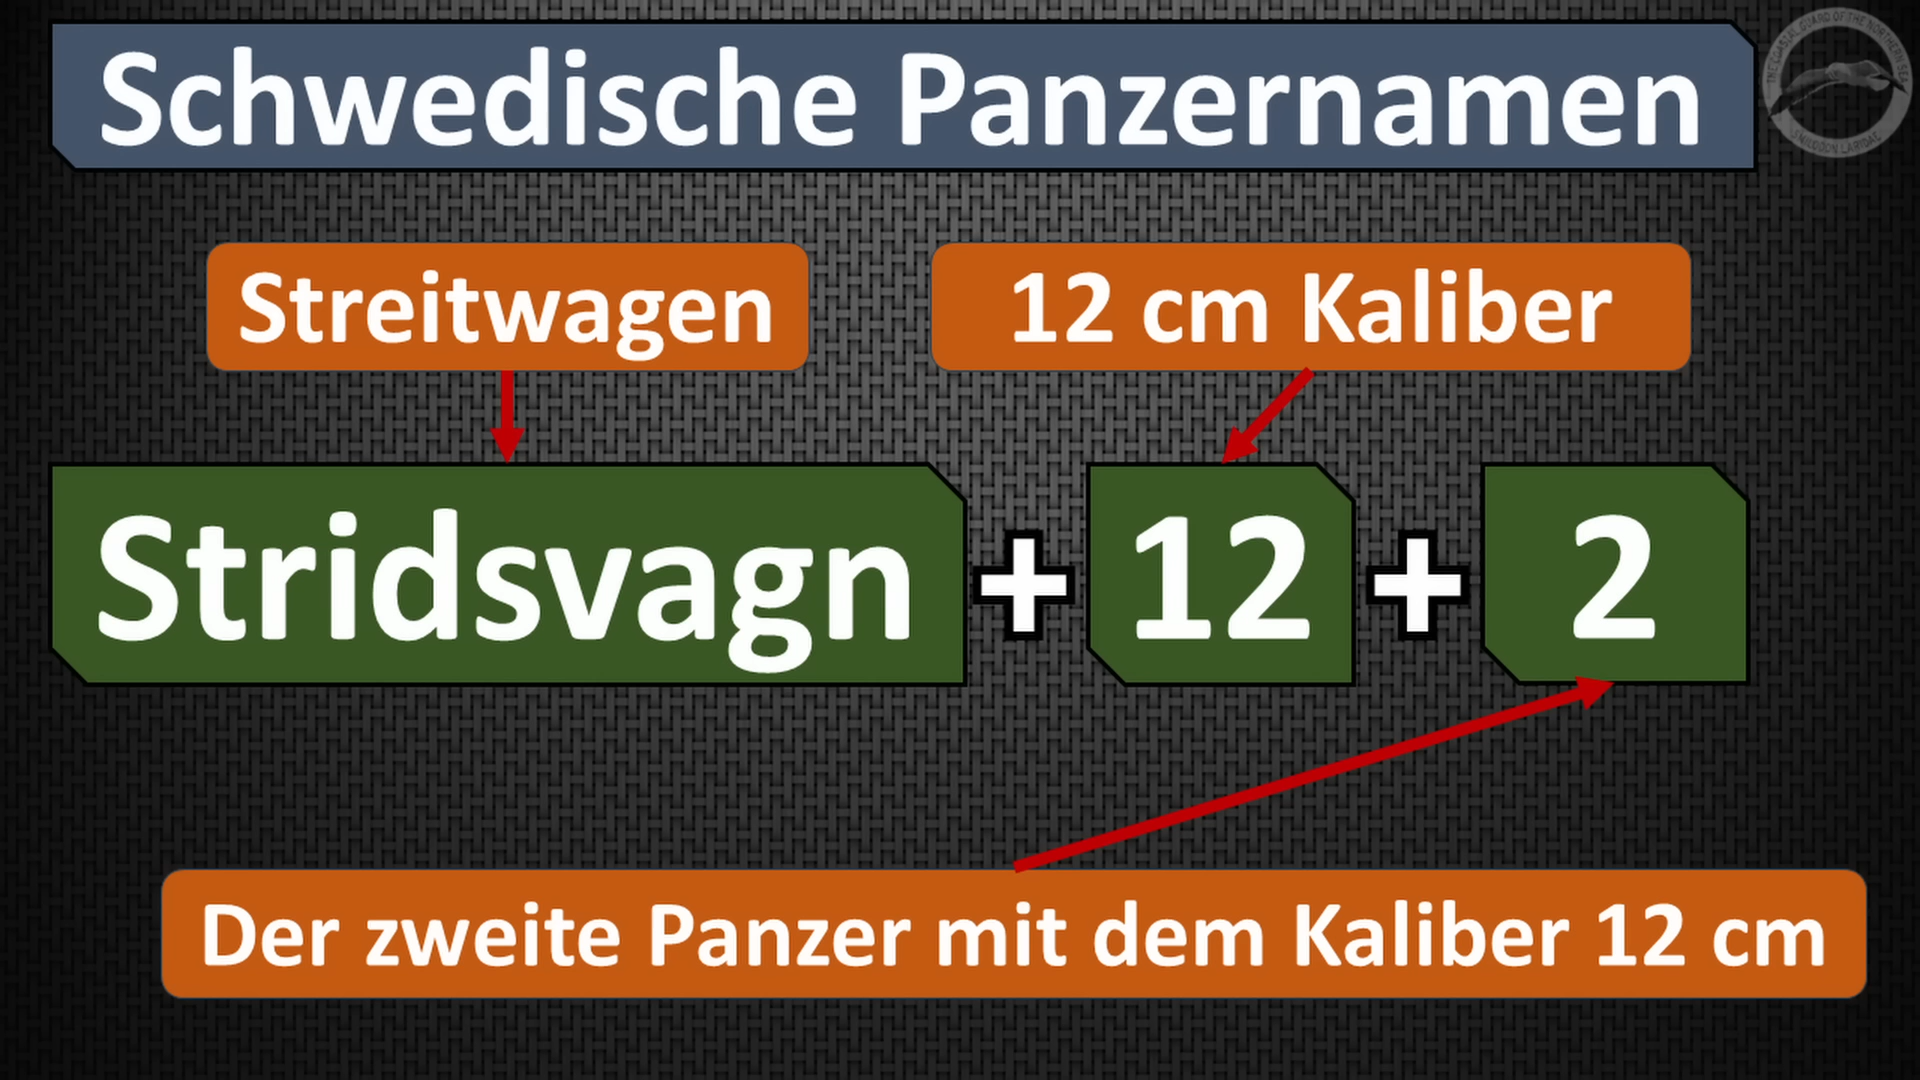 Schwedische Panzernamen
Streitwagen
12 cm Kaliber
Stridsvagn + 12 + 2
Der zweite Panzer mit dem Kaliber 12 cm